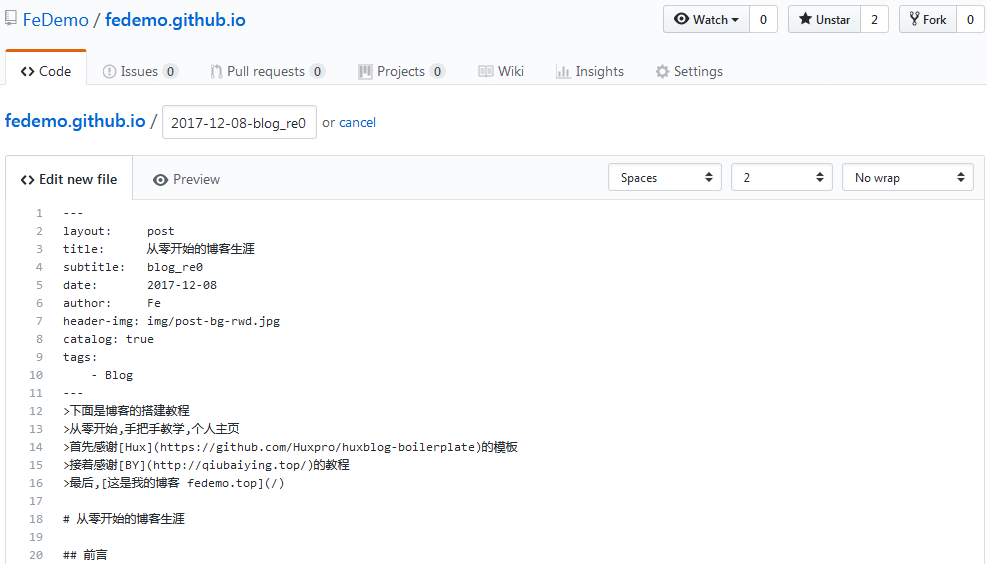 FeDemo / fedemo.github.io
Watch 0 Unstar 2 Fork 0
Code Issues 0 Pull requests 0 Projects 0 Wiki Insights Settings
fedemo.github.io / 2017-12-08-blog_re0 or cancel
Edit new file Preview Spaces 2 No wrap
1 ---
2 layout: post
3 title: 从零开始的博客生涯
4 subtitle: blog_re0
5 date: 2017-12-08
6 author: Fe
7 header-img: img/post-bg-rwd.jpg
8 catalog: true
9 tags:
10 - Blog
11 ---
12 >下面是博客的搭建教程
13 >从零开始,手把手教学,个人主页
14 >首先感谢[Hux](https://github.com/Huxpro/huxblog-boilerplate)的模板
15 >接着感谢[BY](http://qiubaiying.top/)的教程
16 >最后,[这是我的博客 fedemo.top](/)
17
18 # 从零开始的博客生涯
19
20 ## 前言